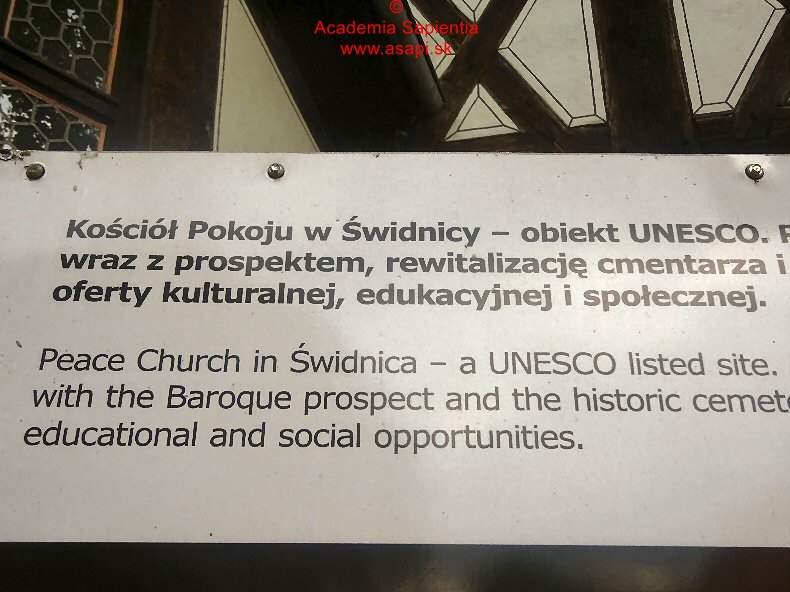 ©
Academia Sapientia
www.asapi.sk
Kościół Pokoju w Świdnicy – obiekt UNESCO.
wraz z prospektem, rewitalizację cmentarza i
oferty kulturalnej, edukacyjnej i społecznej.
Peace Church in Świdnica – a UNESCO listed site.
with the Baroque prospect and the historic
educational and social opportunities.